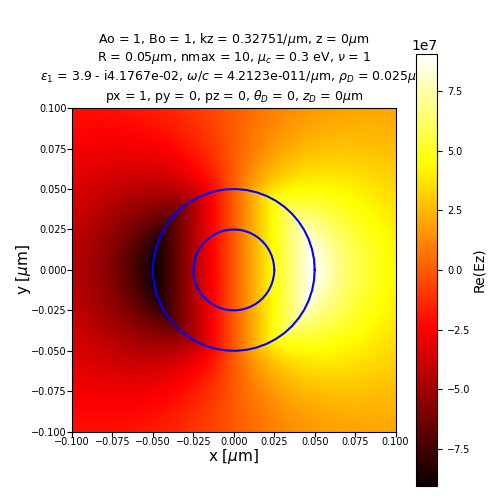 Ao = 1, Bo = 1, kz = 0.32751/μm, z = 0μm
R = 0.05μm, nmax = 10, μc = 0.3 eV, ν = 1
ε1 = 3.9 - i4.1767e-02, ω/c = 4.2123e-011/μm, ρD = 0.025μ
px = 1, py = 0, pz = 0, θD = 0, zD = 0μm
1e7
0.100
0.075
0.050
0.025
0.000
−0.025
−0.050
−0.075
−0.100
y [μm]
−0.100 −0.075 −0.050 −0.025 0.000 0.025 0.050 0.075 0.100
x [μm]
7.5
5.0
2.5
0.0
−2.5
−5.0
−7.5
Re(Ez)